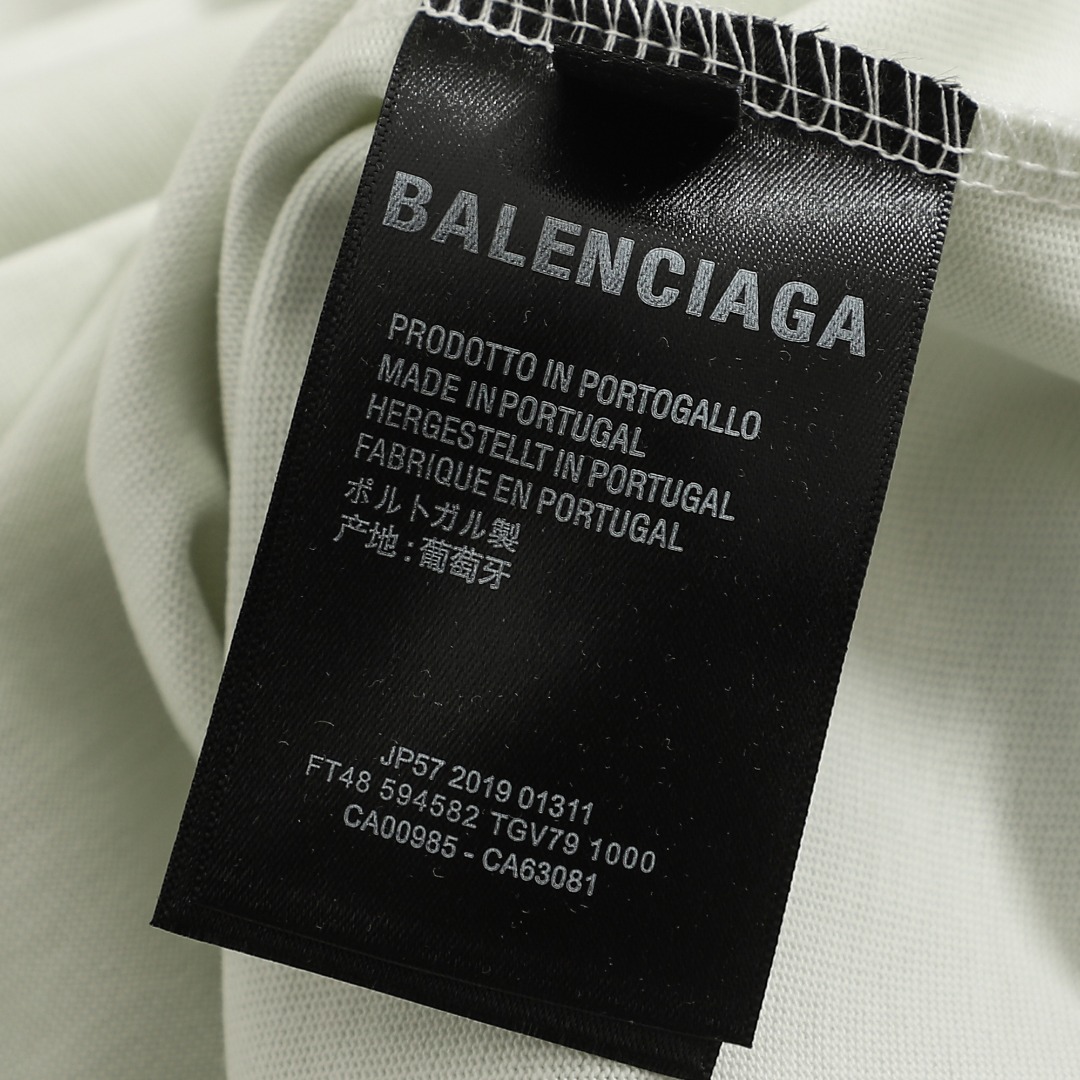 BALENCIAGA
PRODOTTO IN PORTOGALLO
MADE IN PORTUGAL
HERGESTELLT IN PORTUGAL
FABRIQUE EN PORTUGAL
ポルトガル製
产地:葡萄牙
JP57 2019 01311
FT48 594582 TGV79 1000
CA00985 - CA63081